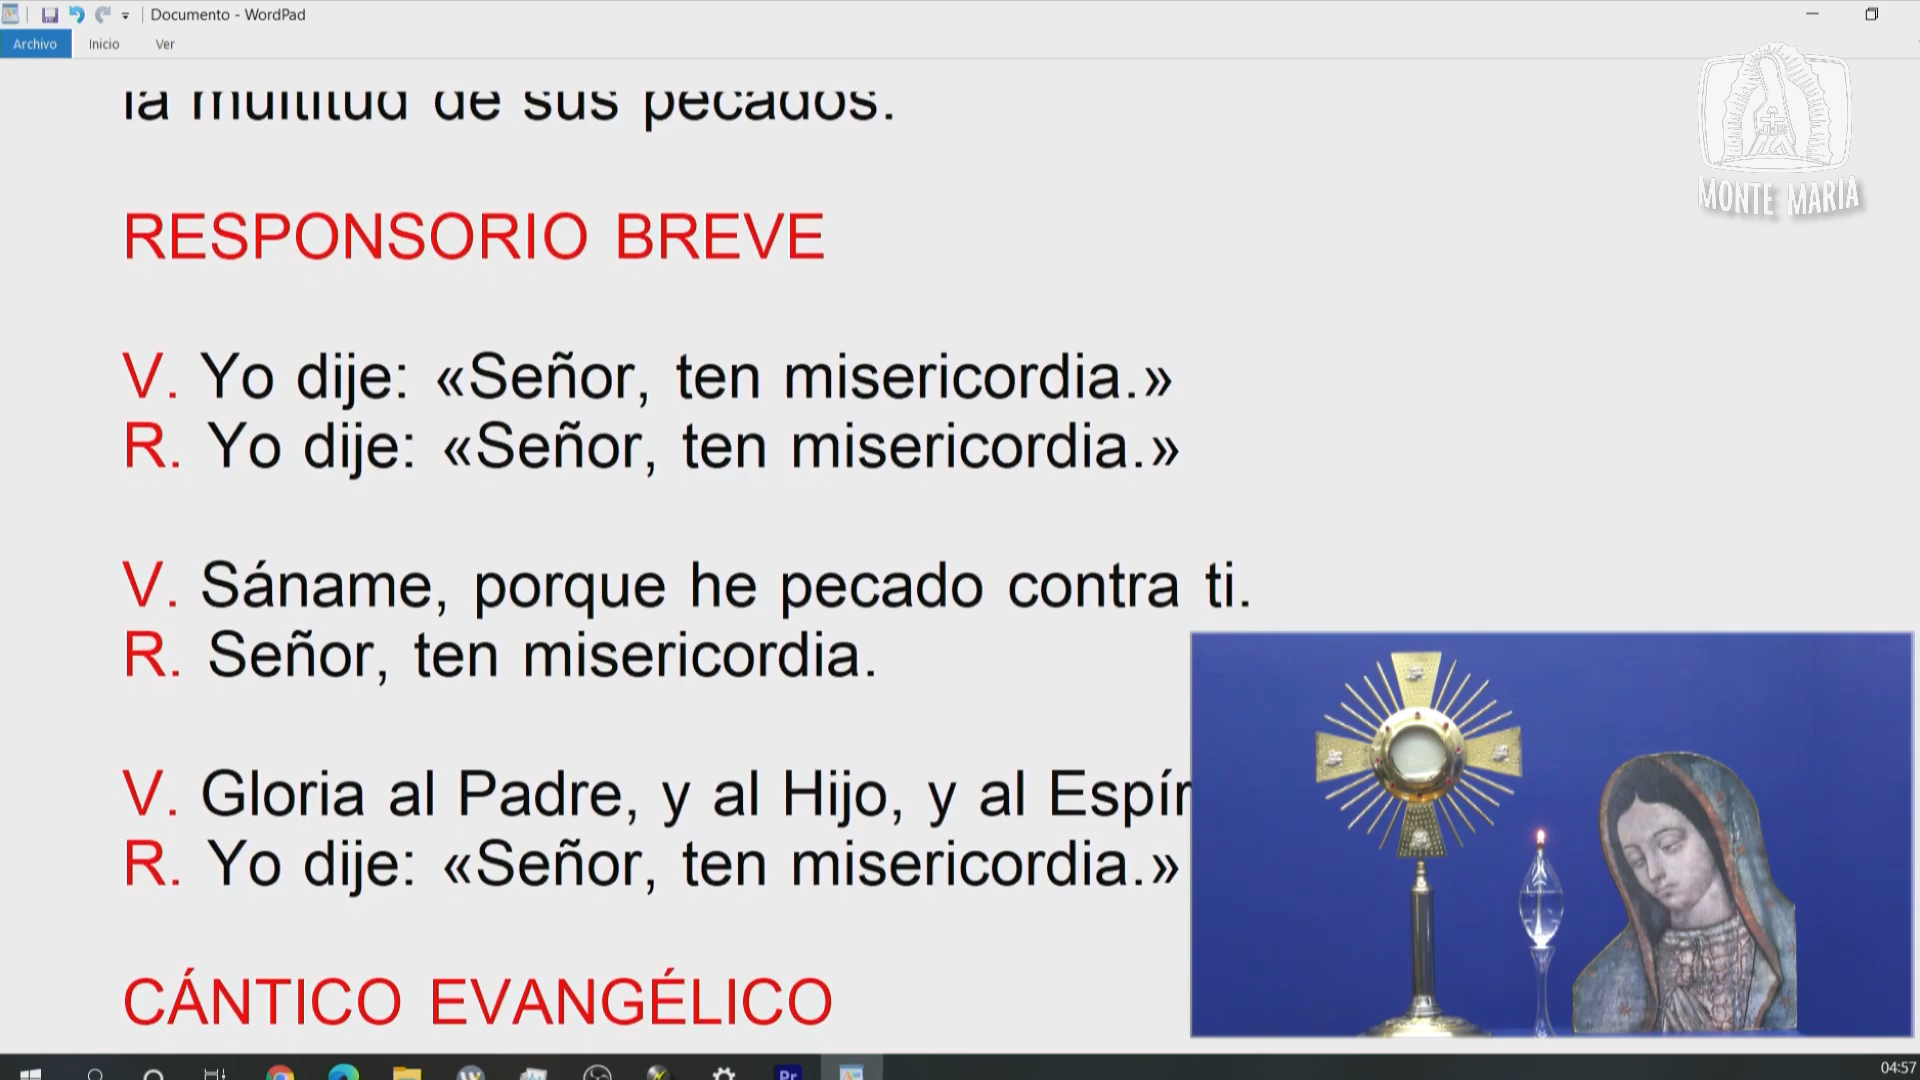 Documento - WordPad
Archivo Inicio Ver
la multitud de sus pecados.
MONTE MARIA
RESPONSORIO BREVE
V. Yo dije: «Señor, ten misericordia.»
R. Yo dije: «Señor, ten misericordia.»
V. Sáname, porque he pecado contra ti.
R. Señor, ten misericordia.
V. Gloria al Padre, y al Hijo, y al Espír
R. Yo dije: «Señor, ten misericordia.»
CÁNTICO EVANGÉLICO
Pr
04:57